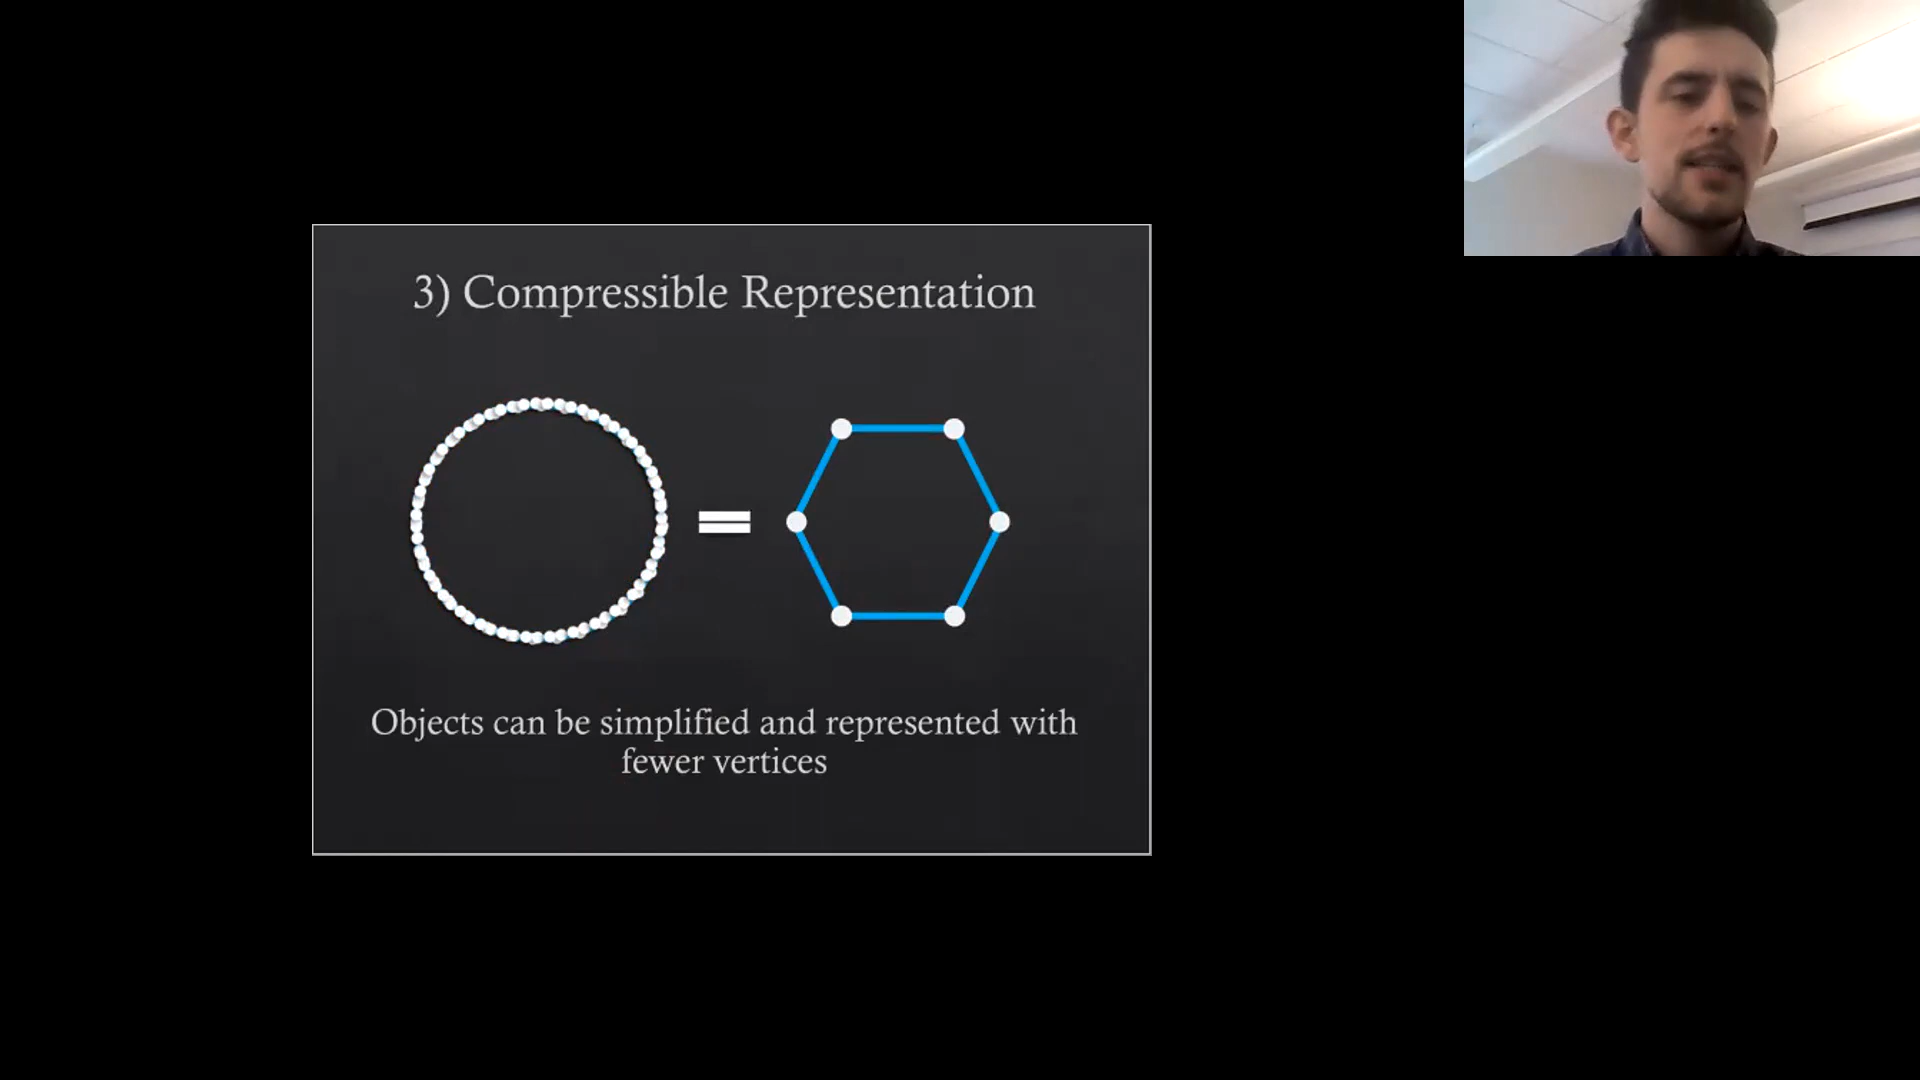 3) Compressible Representation
=
Objects can be simplified and represented with
fewer vertices